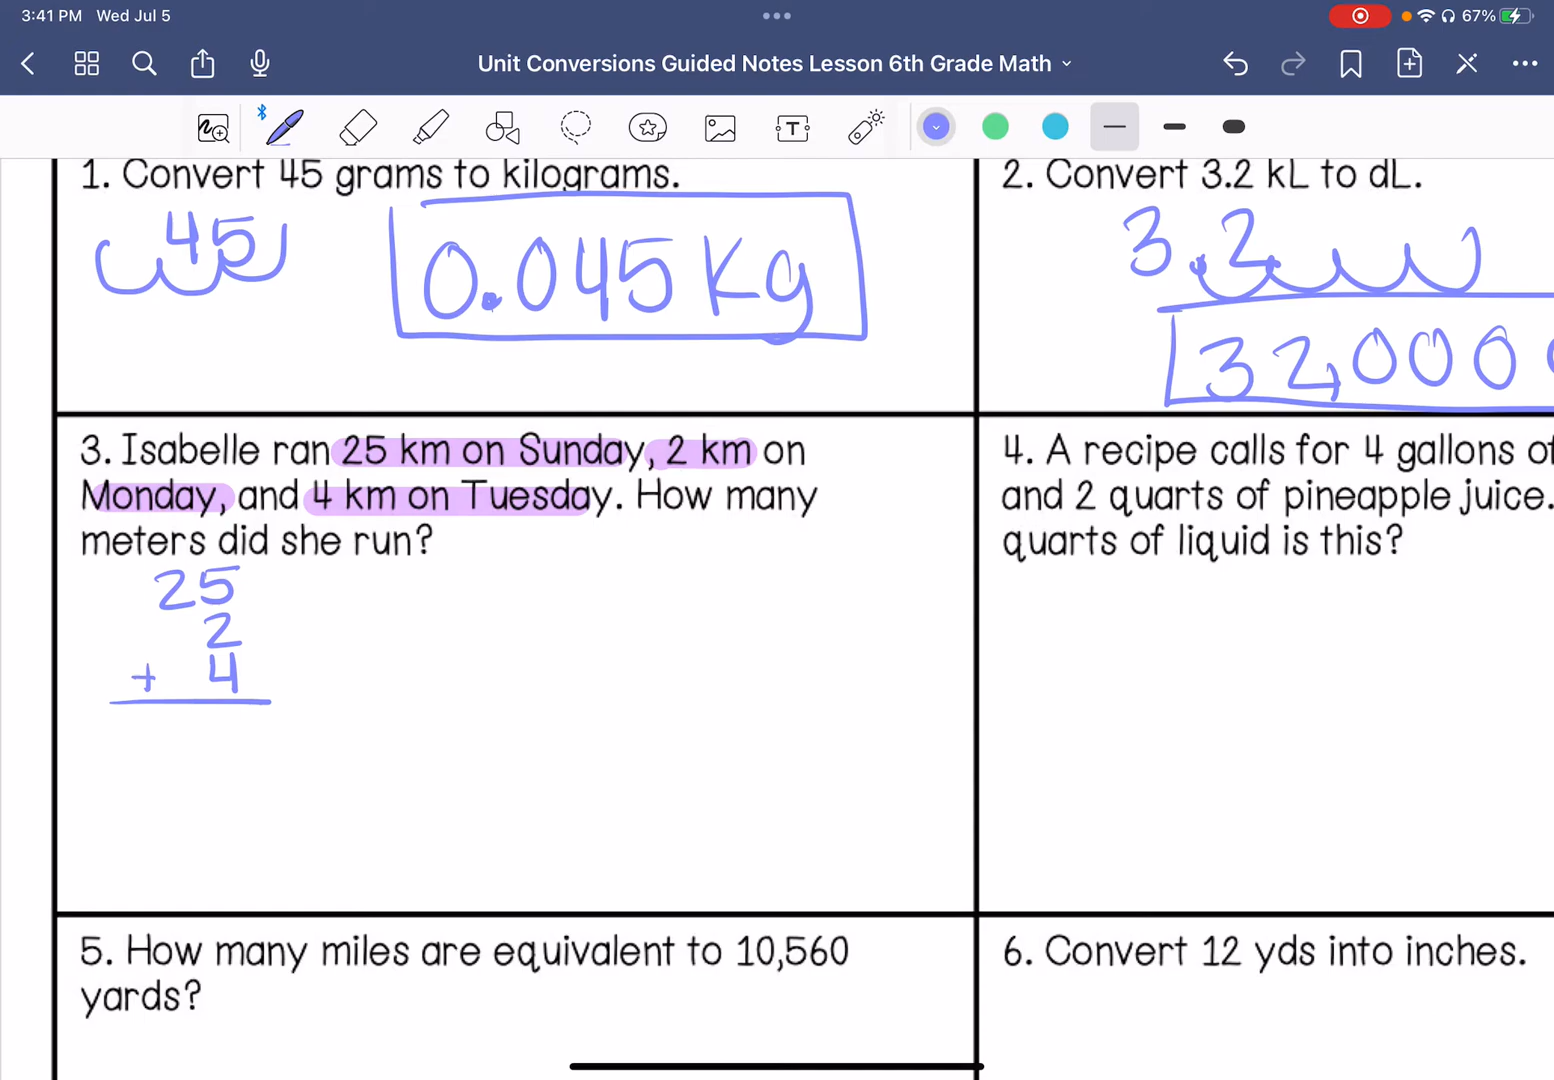 3:41 PM Wed Jul 5
67%
Unit Conversions Guided Notes Lesson 6th Grade Math
T
1. Convert 45 grams to kilograms.
45
0.045 Kg
2. Convert 3.2 kL to dL.
3.2
32,000
3. Isabelle ran 25 km on Sunday, 2 km on
Monday, and 4 km on Tuesday. How many
meters did she run?
25
2
+ 4
4. A recipe calls for 4 gallons of
and 2 quarts of pineapple juice.
quarts of liquid is this?
5. How many miles are equivalent to 10,560
yards?
6. Convert 12 yds into inches.